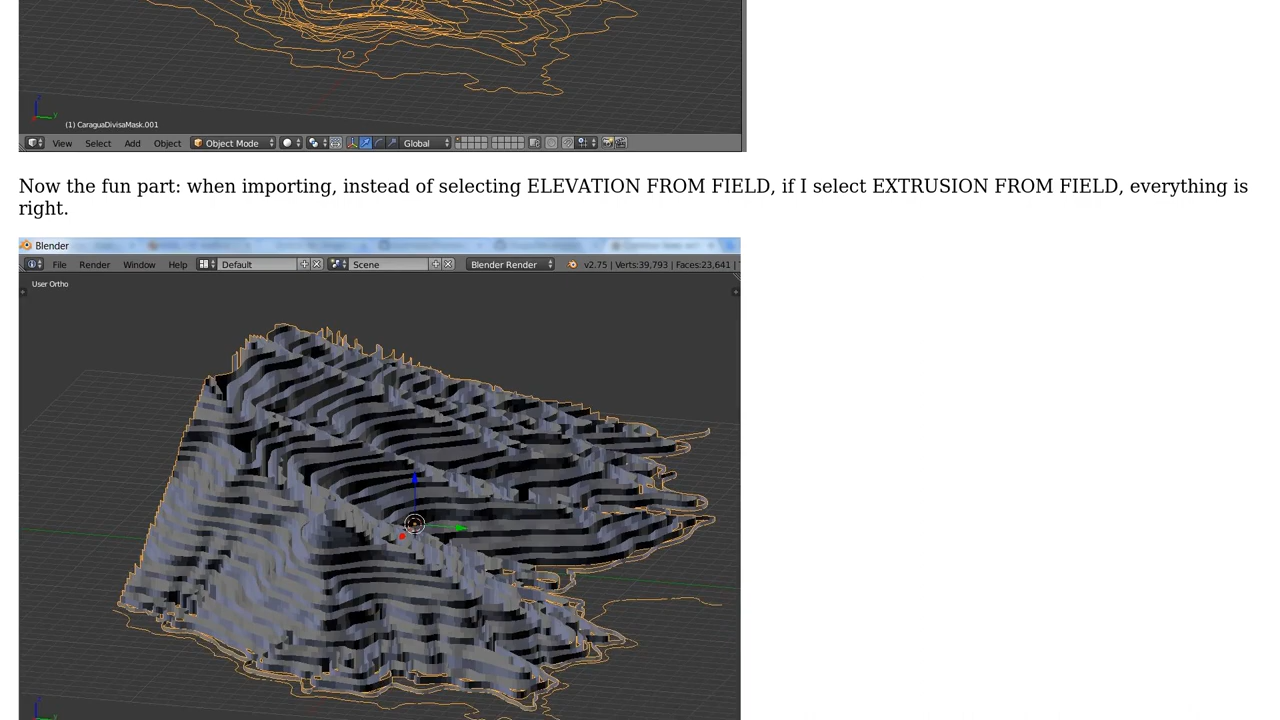 (1) CaraguaDivisaMask.001
View Select Add Object Object Mode Global
Now the fun part: when importing, instead of selecting ELEVATION FROM FIELD, if I select EXTRUSION FROM FIELD, everything is
right.
Blender
File Render Window Help Default Scene Blender Render v2.75 | Verts:39,793 | Faces:23,641 |
User Ortho